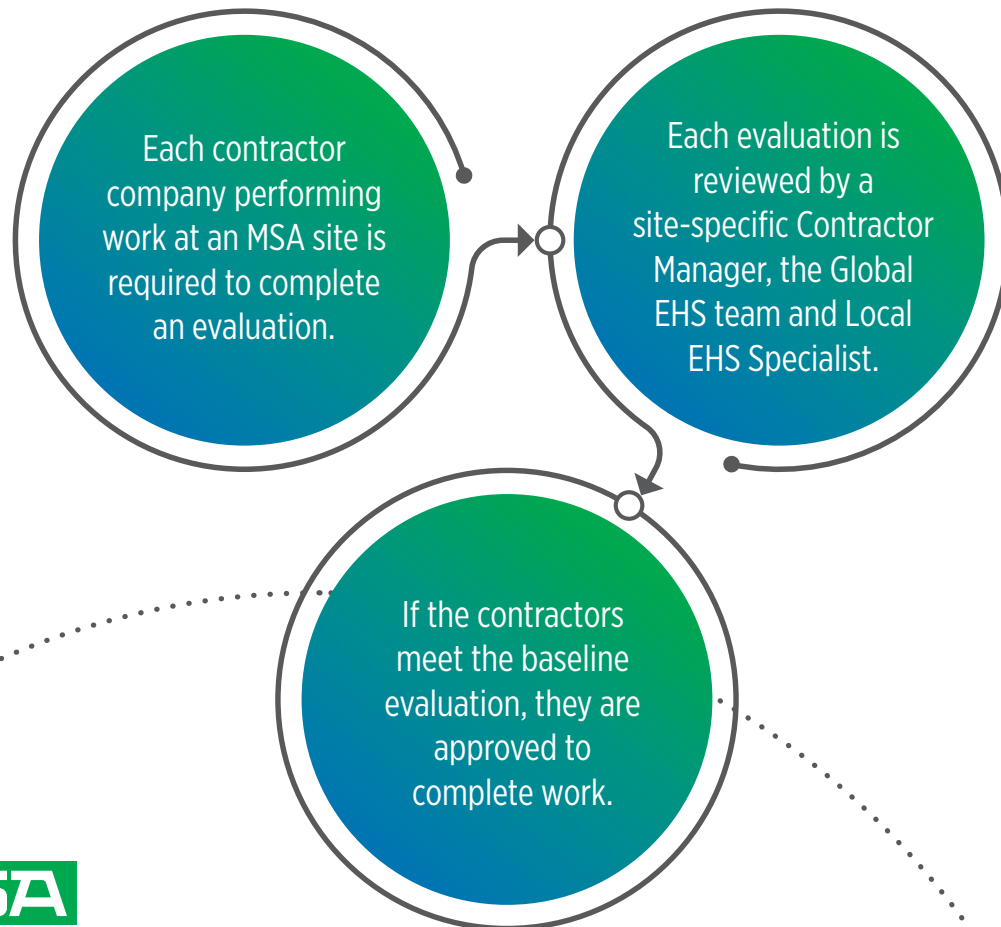 Each contractor
company performing
work at an MSA site is
required to complete
an evaluation.
Each evaluation is
reviewed by a
site-specific Contractor
Manager, the Global
EHS team and Local
EHS Specialist.
If the contractors
meet the baseline
evaluation, they are
approved to
complete work.